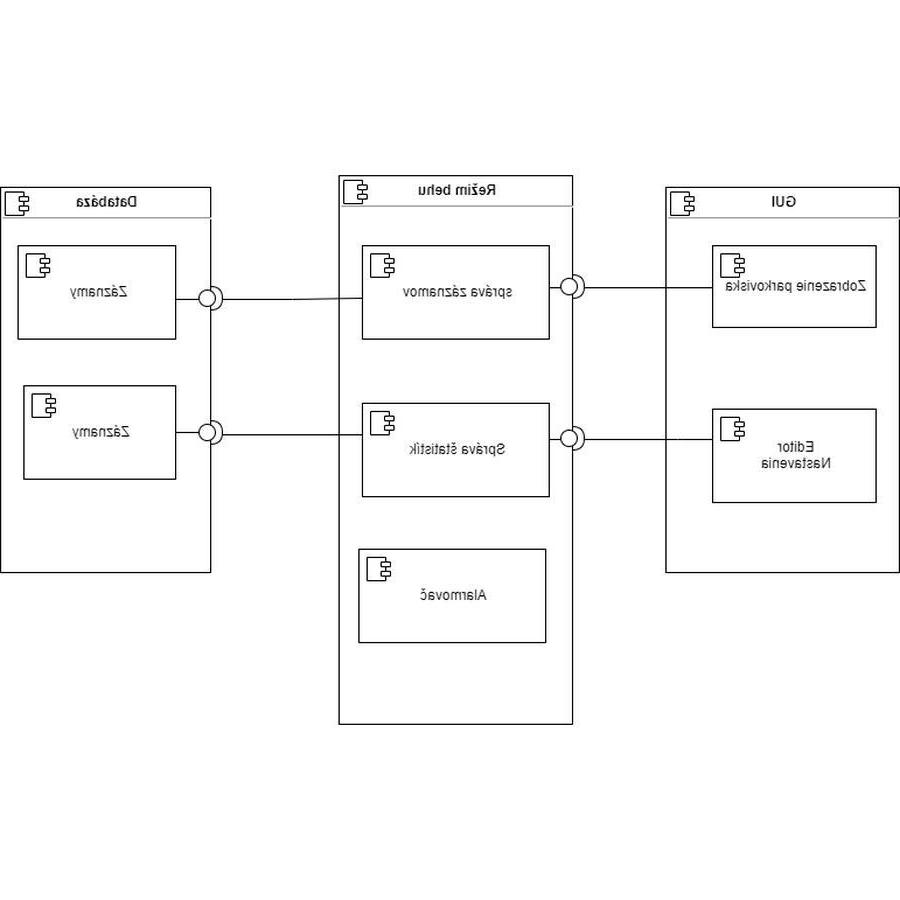 GUI
Zobrazenie parkoviska
Editor
Nastavenia
Režim behu
správa záznamov
Správa štatistík
Alarmovač
Databáza
Záznamy
Záznamy